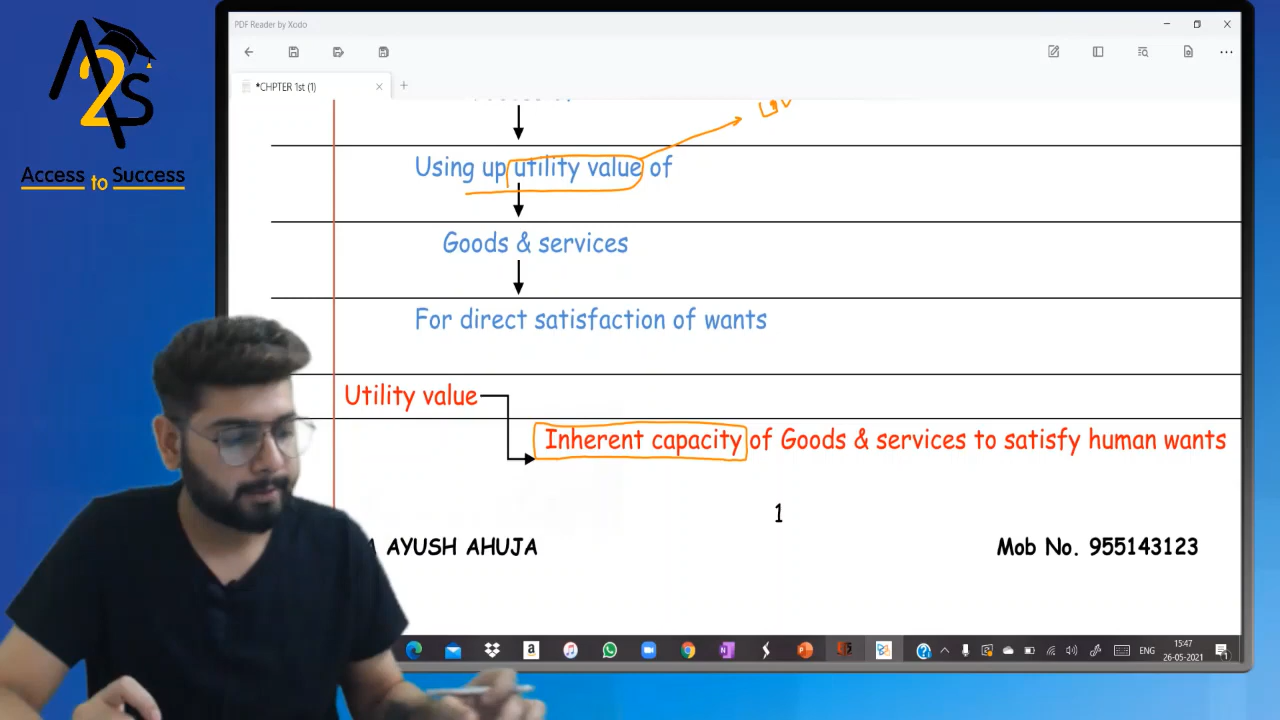 A2S
Access to Success
PDF Reader by Xodo
*CHPTER 1st (1)
Using up utility value of
Goods & services
For direct satisfaction of wants
Utility value
Inherent capacity of Goods & services to satisfy human wants
1
AYUSH AHUJA
Mob No. 955143123
ENG
15:47
26-05-2021